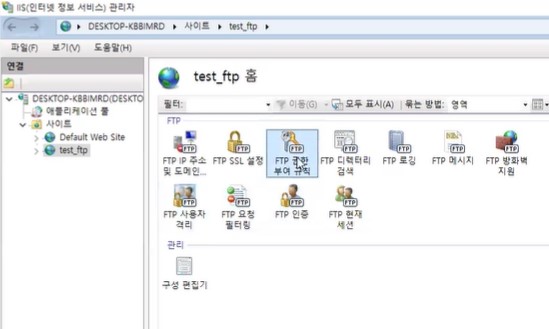 IIS(인터넷 정보 서비스) 관리자
DESKTOP-KBBIMRD ▸ 사이트 ▸ test_ftp ▸
파일(F) 보기(V) 도움말(H)
연결
DESKTOP-KBBIMRD(DESKTO
애플리케이션 풀
사이트
Default Web Site
test_ftp
test_ftp 홈
필터: 이동(G) 모두 표시(A) 묶는 방법: 영역
FTP
FTP IP 주소 및 도메인... FTP SSL 설정 FTP 권한 부여 규칙 FTP 디렉터리 검색 FTP 로깅 FTP 메시지 FTP 방화벽 지원
FTP 사용자 격리 FTP 요청 필터링 FTP 인증 FTP 현재 세션
관리
구성 편집기